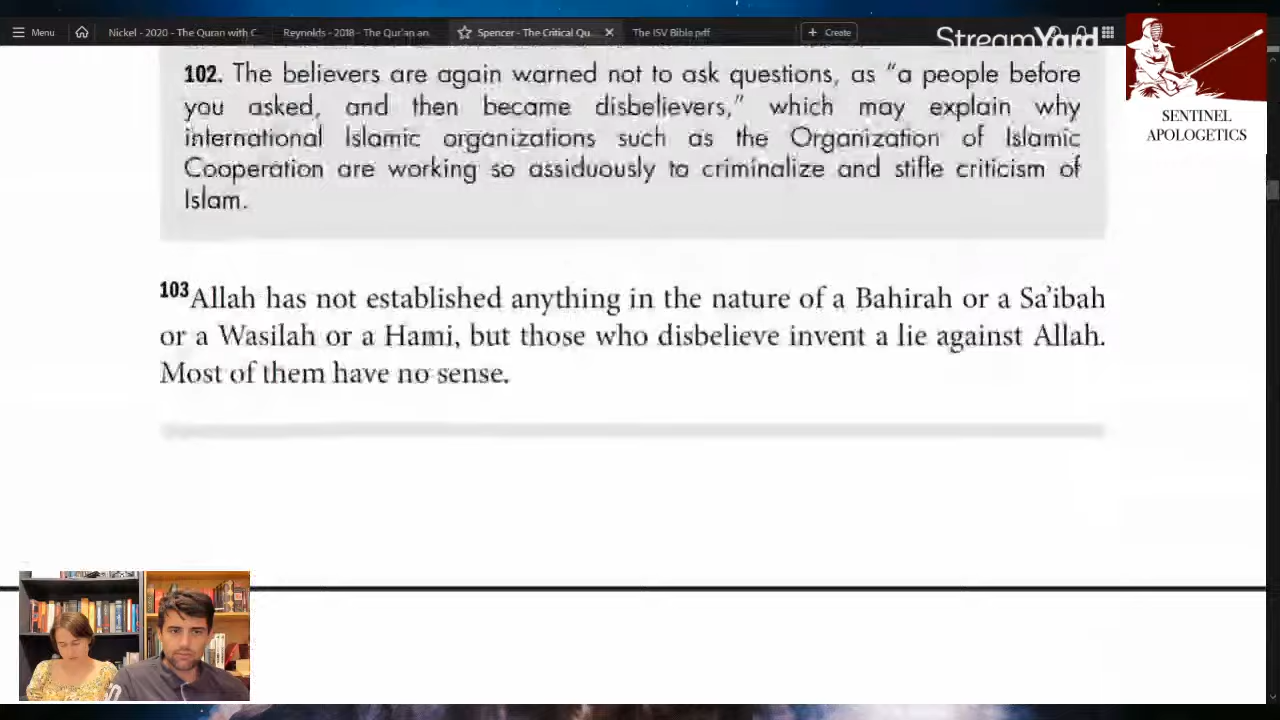 Menu
Nickel - 2020 - The Quran with C
Reynolds - 2018 - The Qur'an an
Spencer - The Critical Qu...
The ISV Bible.pdf
+ Create
StreamYard
SENTINEL
APOLOGETICS
102. The believers are again warned not to ask questions, as “a people before
you asked, and then became disbelievers,” which may explain why
international Islamic organizations such as the Organization of Islamic
Cooperation are working so assiduously to criminalize and stifle criticism of
Islam.
103 Allah has not established anything in the nature of a Bahirah or a Sa’ibah
or a Wasilah or a Hami, but those who disbelieve invent a lie against Allah.
Most of them have no sense.